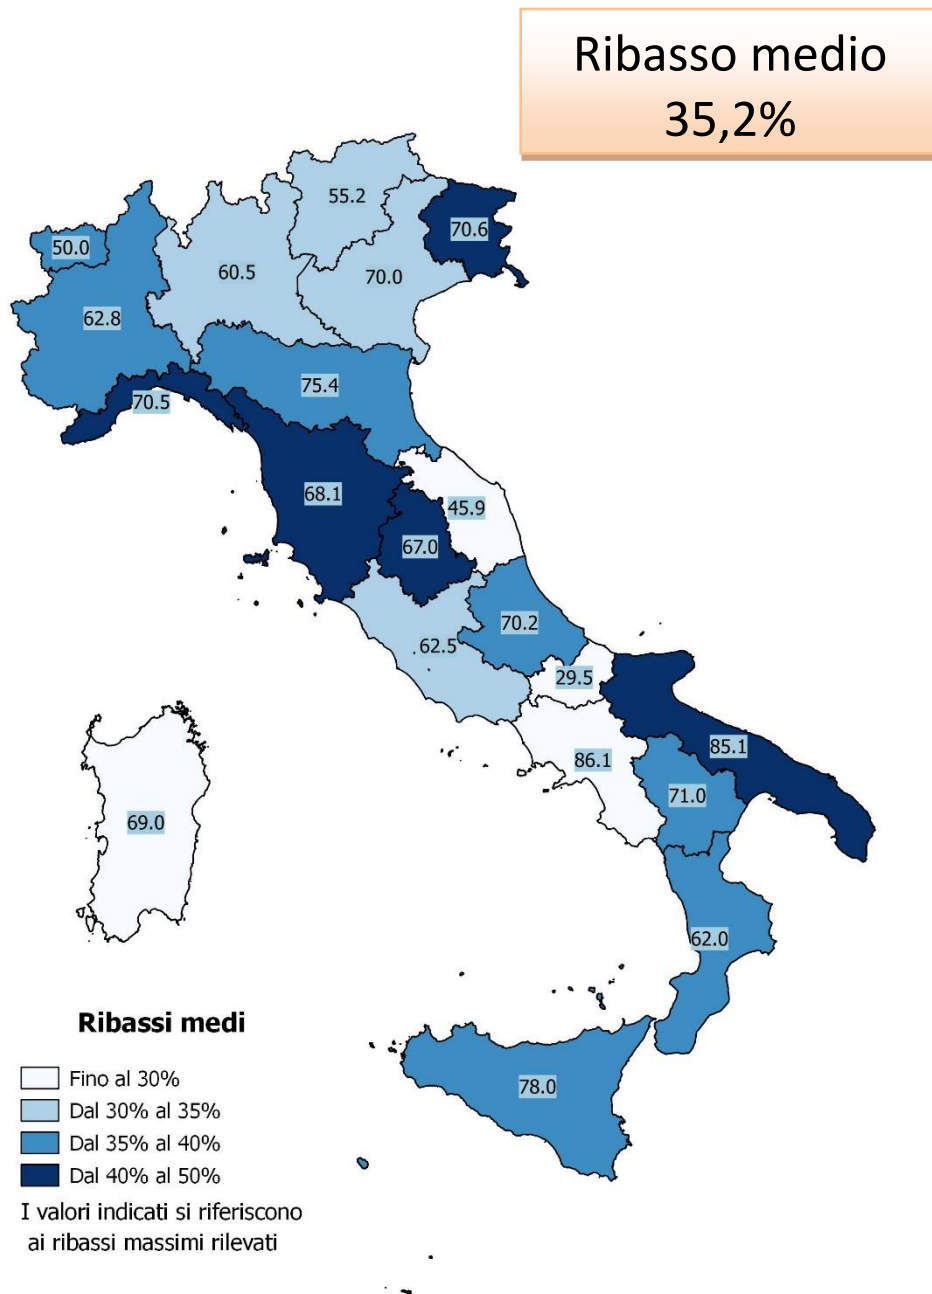 Ribasso medio
35,2%
55.2
70.6
50.0
60.5
70.0
62.8
75.4
70.5
68.1
45.9
67.0
70.2
62.5
29.5
85.1
86.1
71.0
69.0
62.0
Ribassi medi
78.0
Fino al 30%
Dal 30% al 35%
Dal 35% al 40%
Dal 40% al 50%
I valori indicati si riferiscono
ai ribassi massimi rilevati